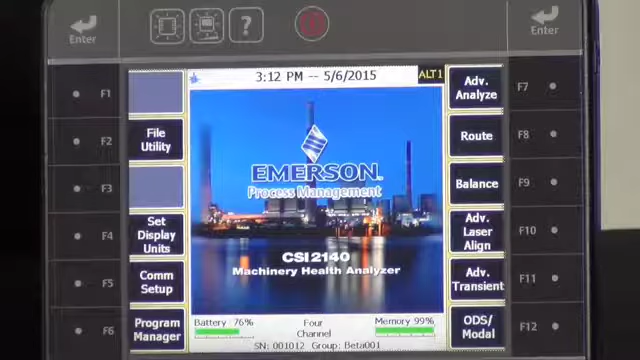 Enter
?
Enter
3:12 PM -- 5/6/2015
ALT1
F1
F2
F3
F4
F5
F6
File
Utility
Set
Display
Units
Comm
Setup
Program
Manager
EMERSON.
Process Management
CSI 2140
Machinery Health Analyzer
Battery 76%
Four
Channel
Memory 99%
SN: 001012 Group: Beta001
Adv.
Analyze
Route
Balance
Adv.
Laser
Align
Adv.
Transient
ODS/
Modal
F7
F8
F9
F10
F11
F12